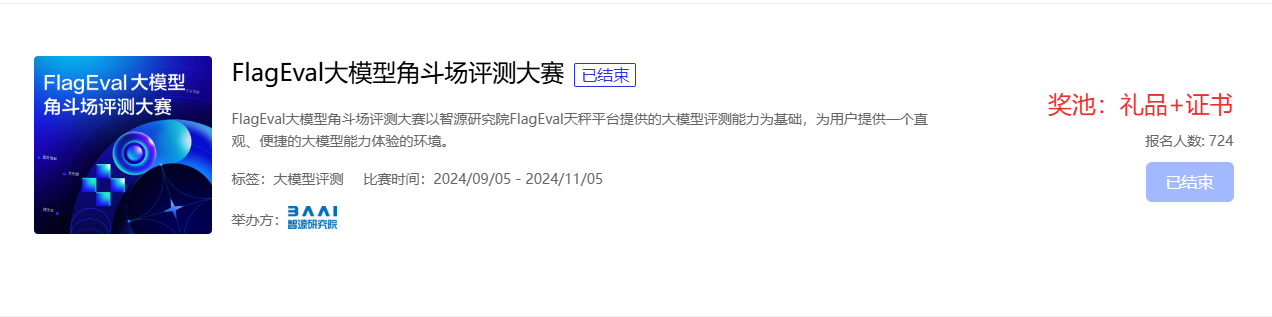 FlagEval大模型
角斗场评测大赛
FlagEval大模型角斗场评测大赛 已结束
FlagEval大模型角斗场评测大赛以智源研究院FlagEval天秤平台提供的大模型评测能力为基础，为用户提供一个直
观、便捷的大模型能力体验的环境。
标签：大模型评测 比赛时间：2024/09/05 - 2024/11/05
举办方：BAAI
智源研究院
奖池：礼品+证书
报名人数: 724
已结束